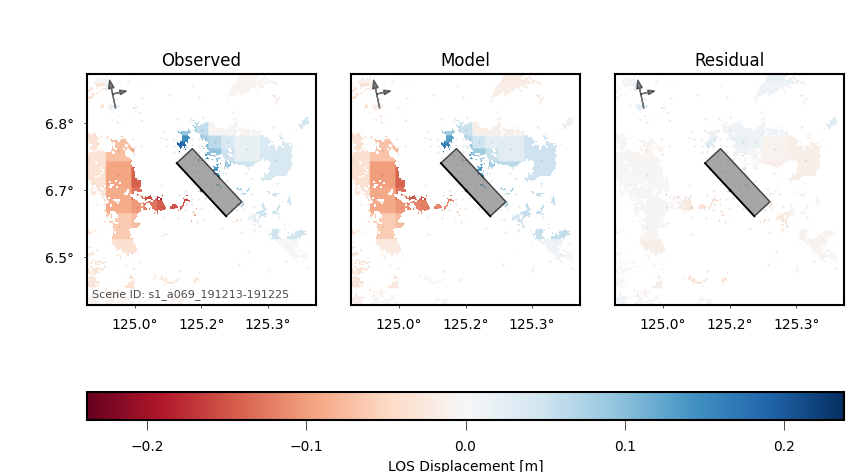 Observed Model Residual
6.8°
6.7°
6.5°
Scene ID: s1_a069_191213-191225
125.0° 125.2° 125.3° 125.0° 125.2° 125.3° 125.0° 125.2° 125.3°
−0.2 −0.1 0.0 0.1 0.2
LOS Displacement [m]